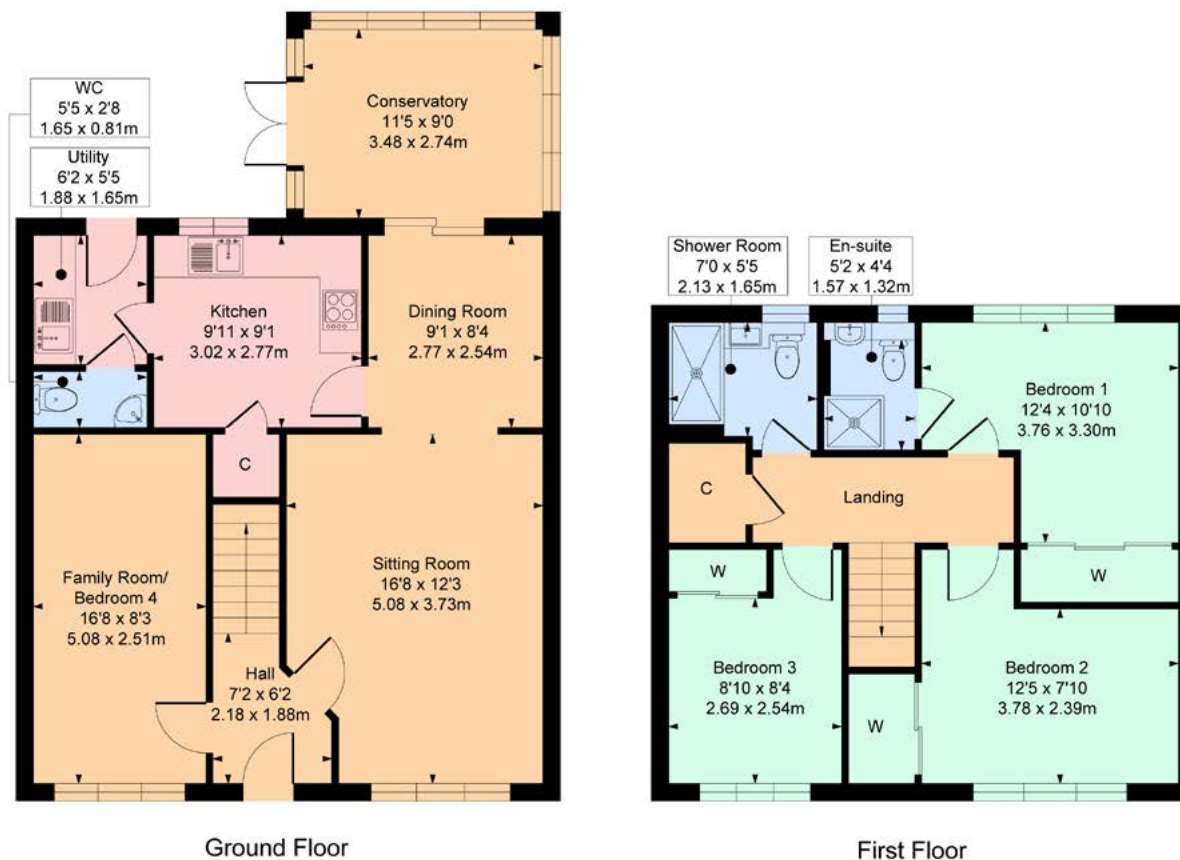 WC
5'5 x 2'8
1.65 x 0.81m
Utility
6'2 x 5'5
1.88 x 1.65m
Conservatory
11'5 x 9'0
3.48 x 2.74m
Kitchen
9'11 x 9'1
3.02 x 2.77m
Dining Room
9'1 x 8'4
2.77 x 2.54m
C
Family Room/
Bedroom 4
16'8 x 8'3
5.08 x 2.51m
Sitting Room
16'8 x 12'3
5.08 x 3.73m
Hall
7'2 x 6'2
2.18 x 1.88m
Ground Floor
Shower Room
7'0 x 5'5
2.13 x 1.65m
En-suite
5'2 x 4'4
1.57 x 1.32m
Bedroom 1
12'4 x 10'10
3.76 x 3.30m
C
Landing
W
W
Bedroom 3
8'10 x 8'4
2.69 x 2.54m
W
Bedroom 2
12'5 x 7'10
3.78 x 2.39m
First Floor